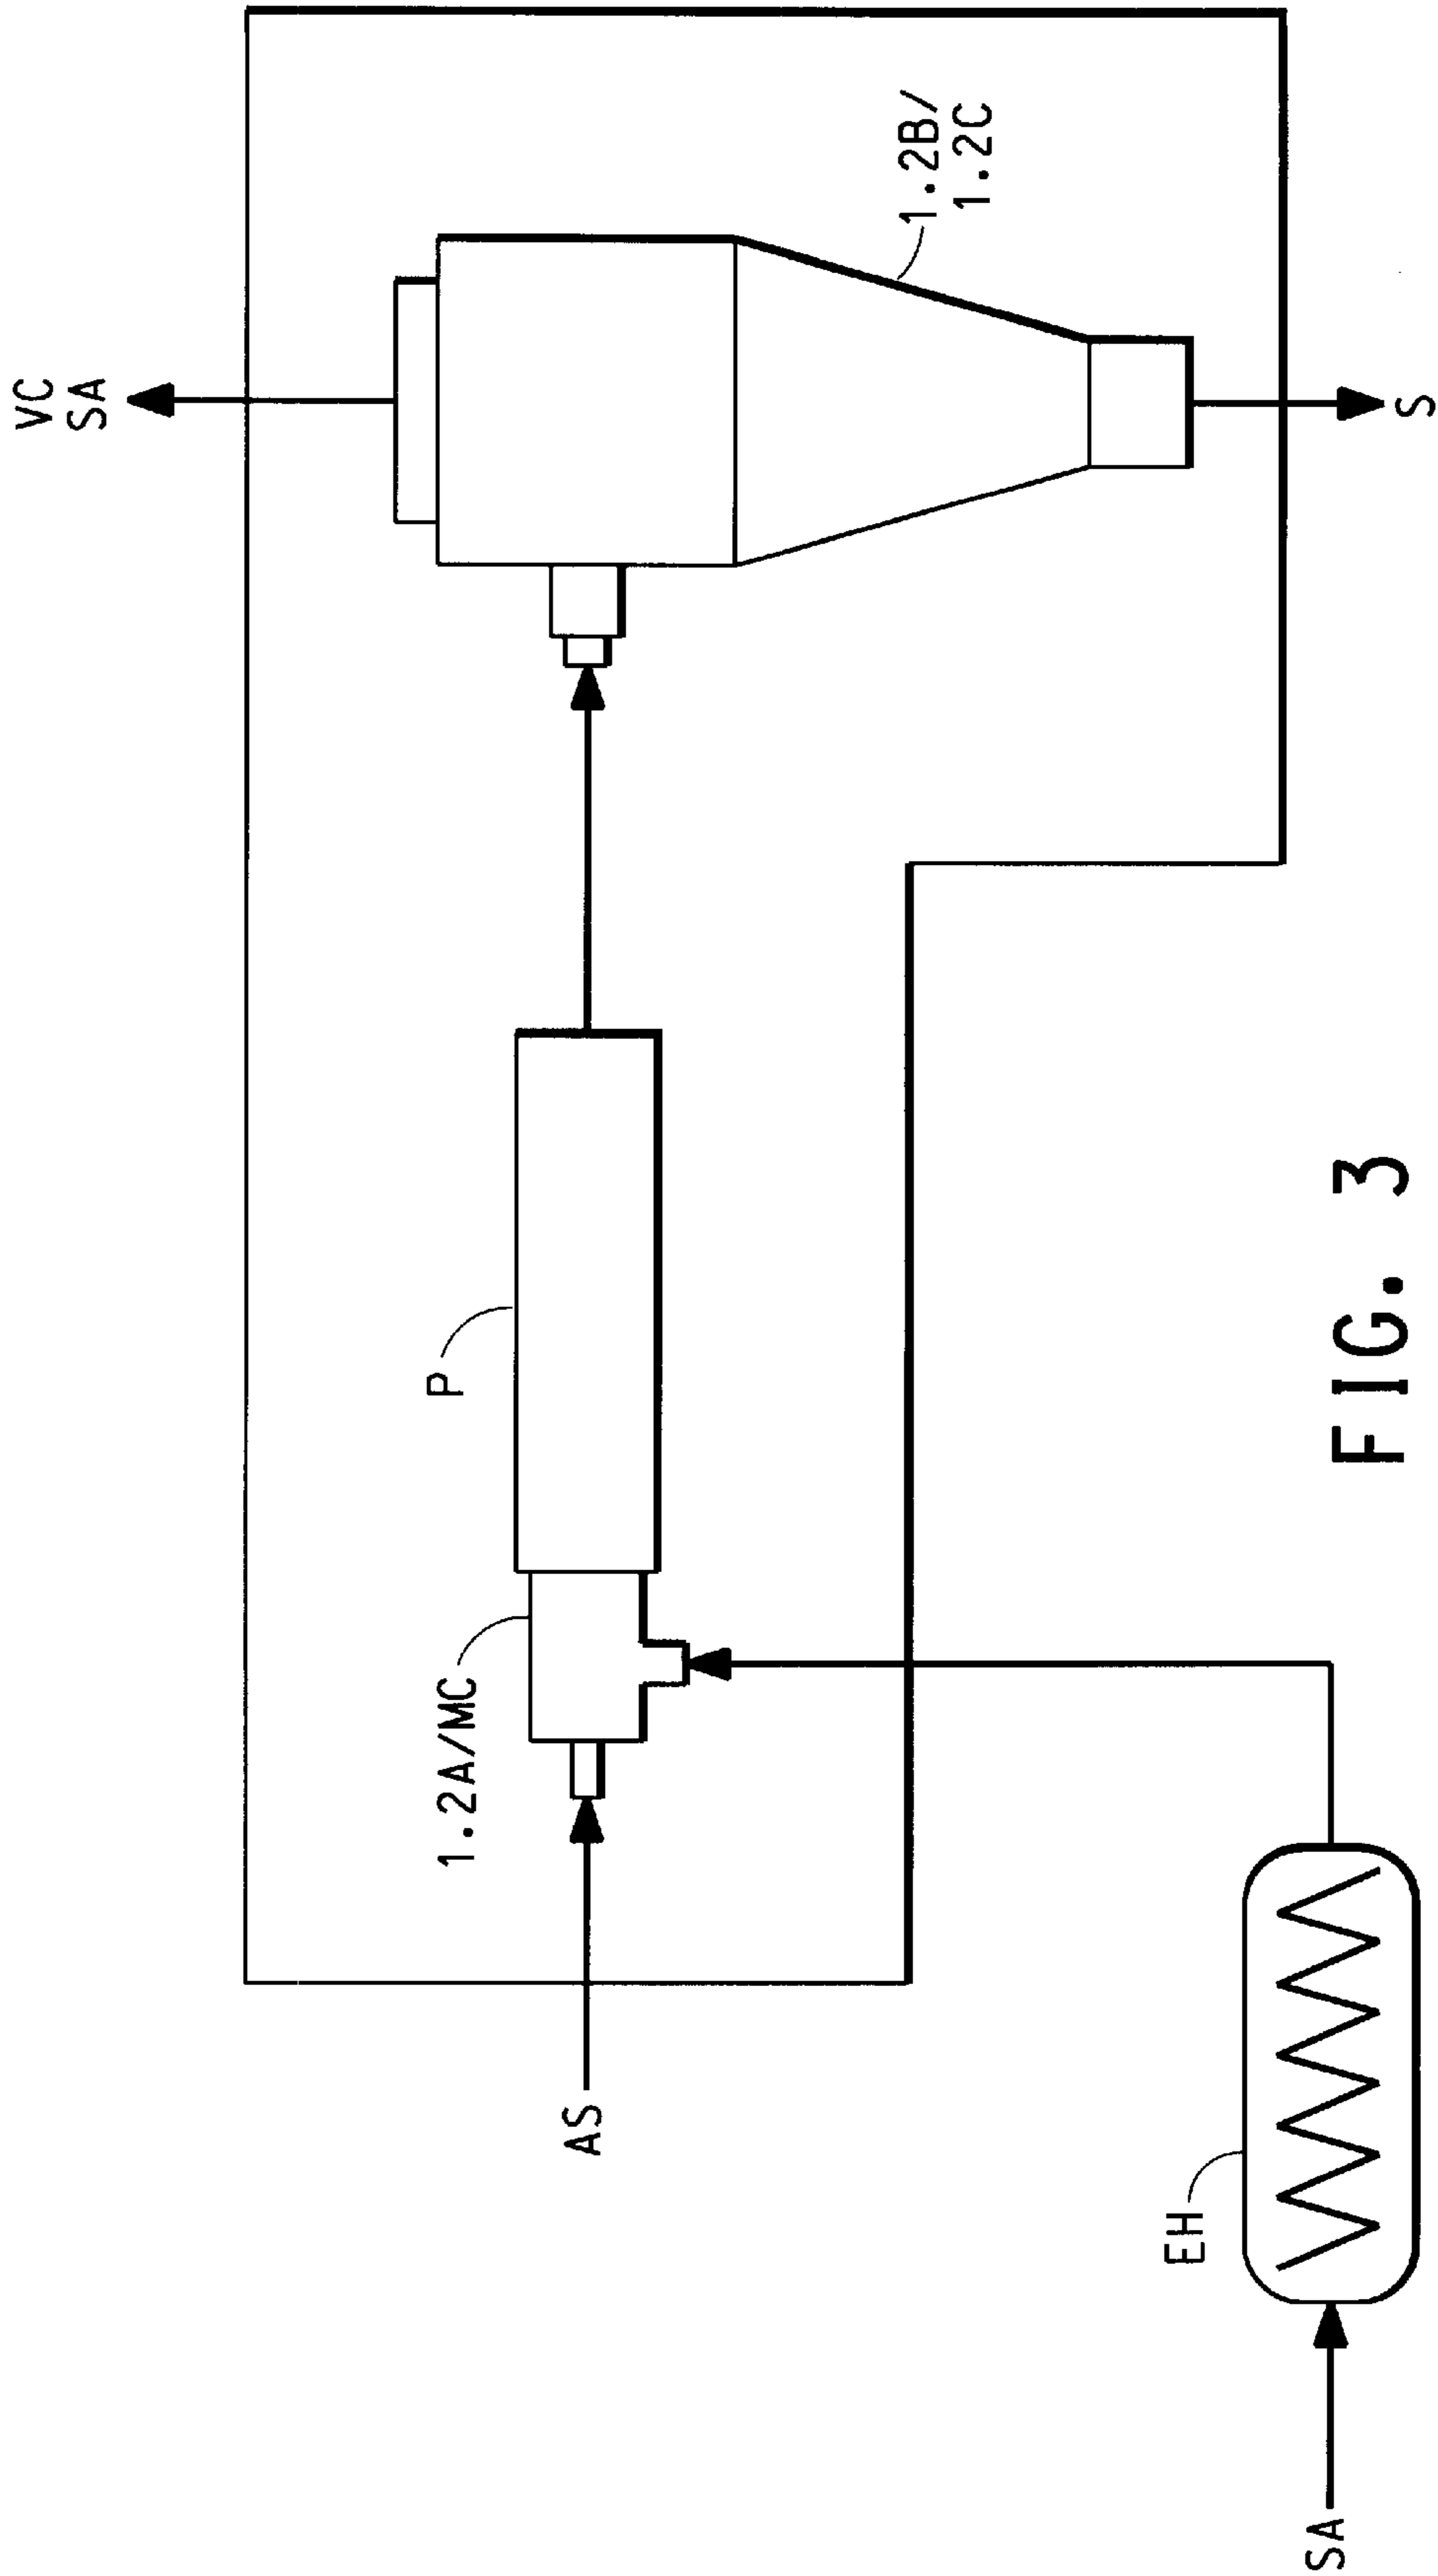 VC
SA
1.2B/
1.2C
S
P
1.2A/MC
AS
EH
SA
FIG. 3